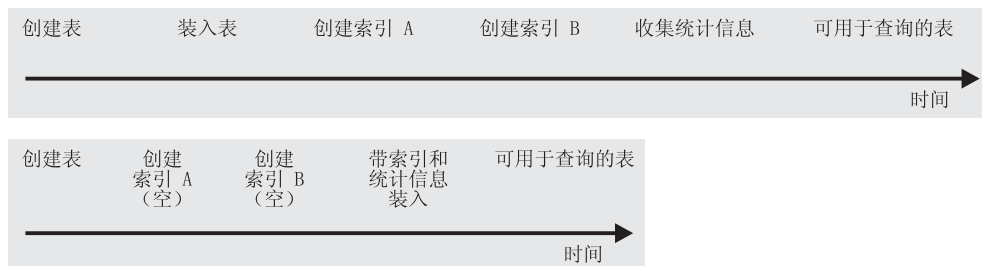 创建表 装入表 创建索引 A 创建索引 B 收集统计信息 可用于查询的表
时间
创建表 创建 创建 带索引和 可用于查询的表
索引 A 索引 B 统计信息
（空） （空） 装入
时间